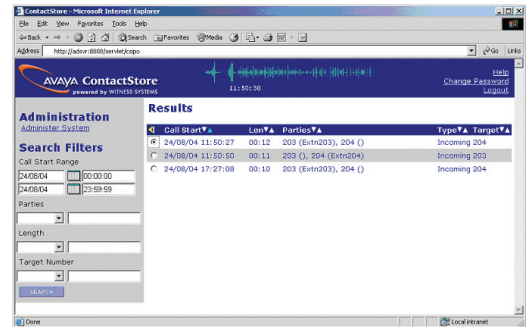 ContactStore - Microsoft Internet Explorer
File Edit View Favorites Tools Help
Back Search Favorites Media
Address http://adsvr:8888/servlet/csipo Go Links
AVAYA ContactStore
powered by WITNESS SYSTEMS
11:50:30
Help
Change Password
Logout
Administration
Administer System
Search Filters
Call Start Range
24/08/04 00:00:00
24/08/04 23:59:59
Parties
Length
Target Number
SEARCH
Results
Call Start▼▲ Len▼▲ Parties▼▲ Type▼▲ Target▼▲
24/08/04 11:50:27 00:12 203 (Extn203), 204 () Incoming 204
24/08/04 11:50:50 00:11 203 (), 204 (Extn204) Incoming 203
24/08/04 17:27:08 00:10 203 (Extn203), 204 () Incoming 204
Done Local intranet